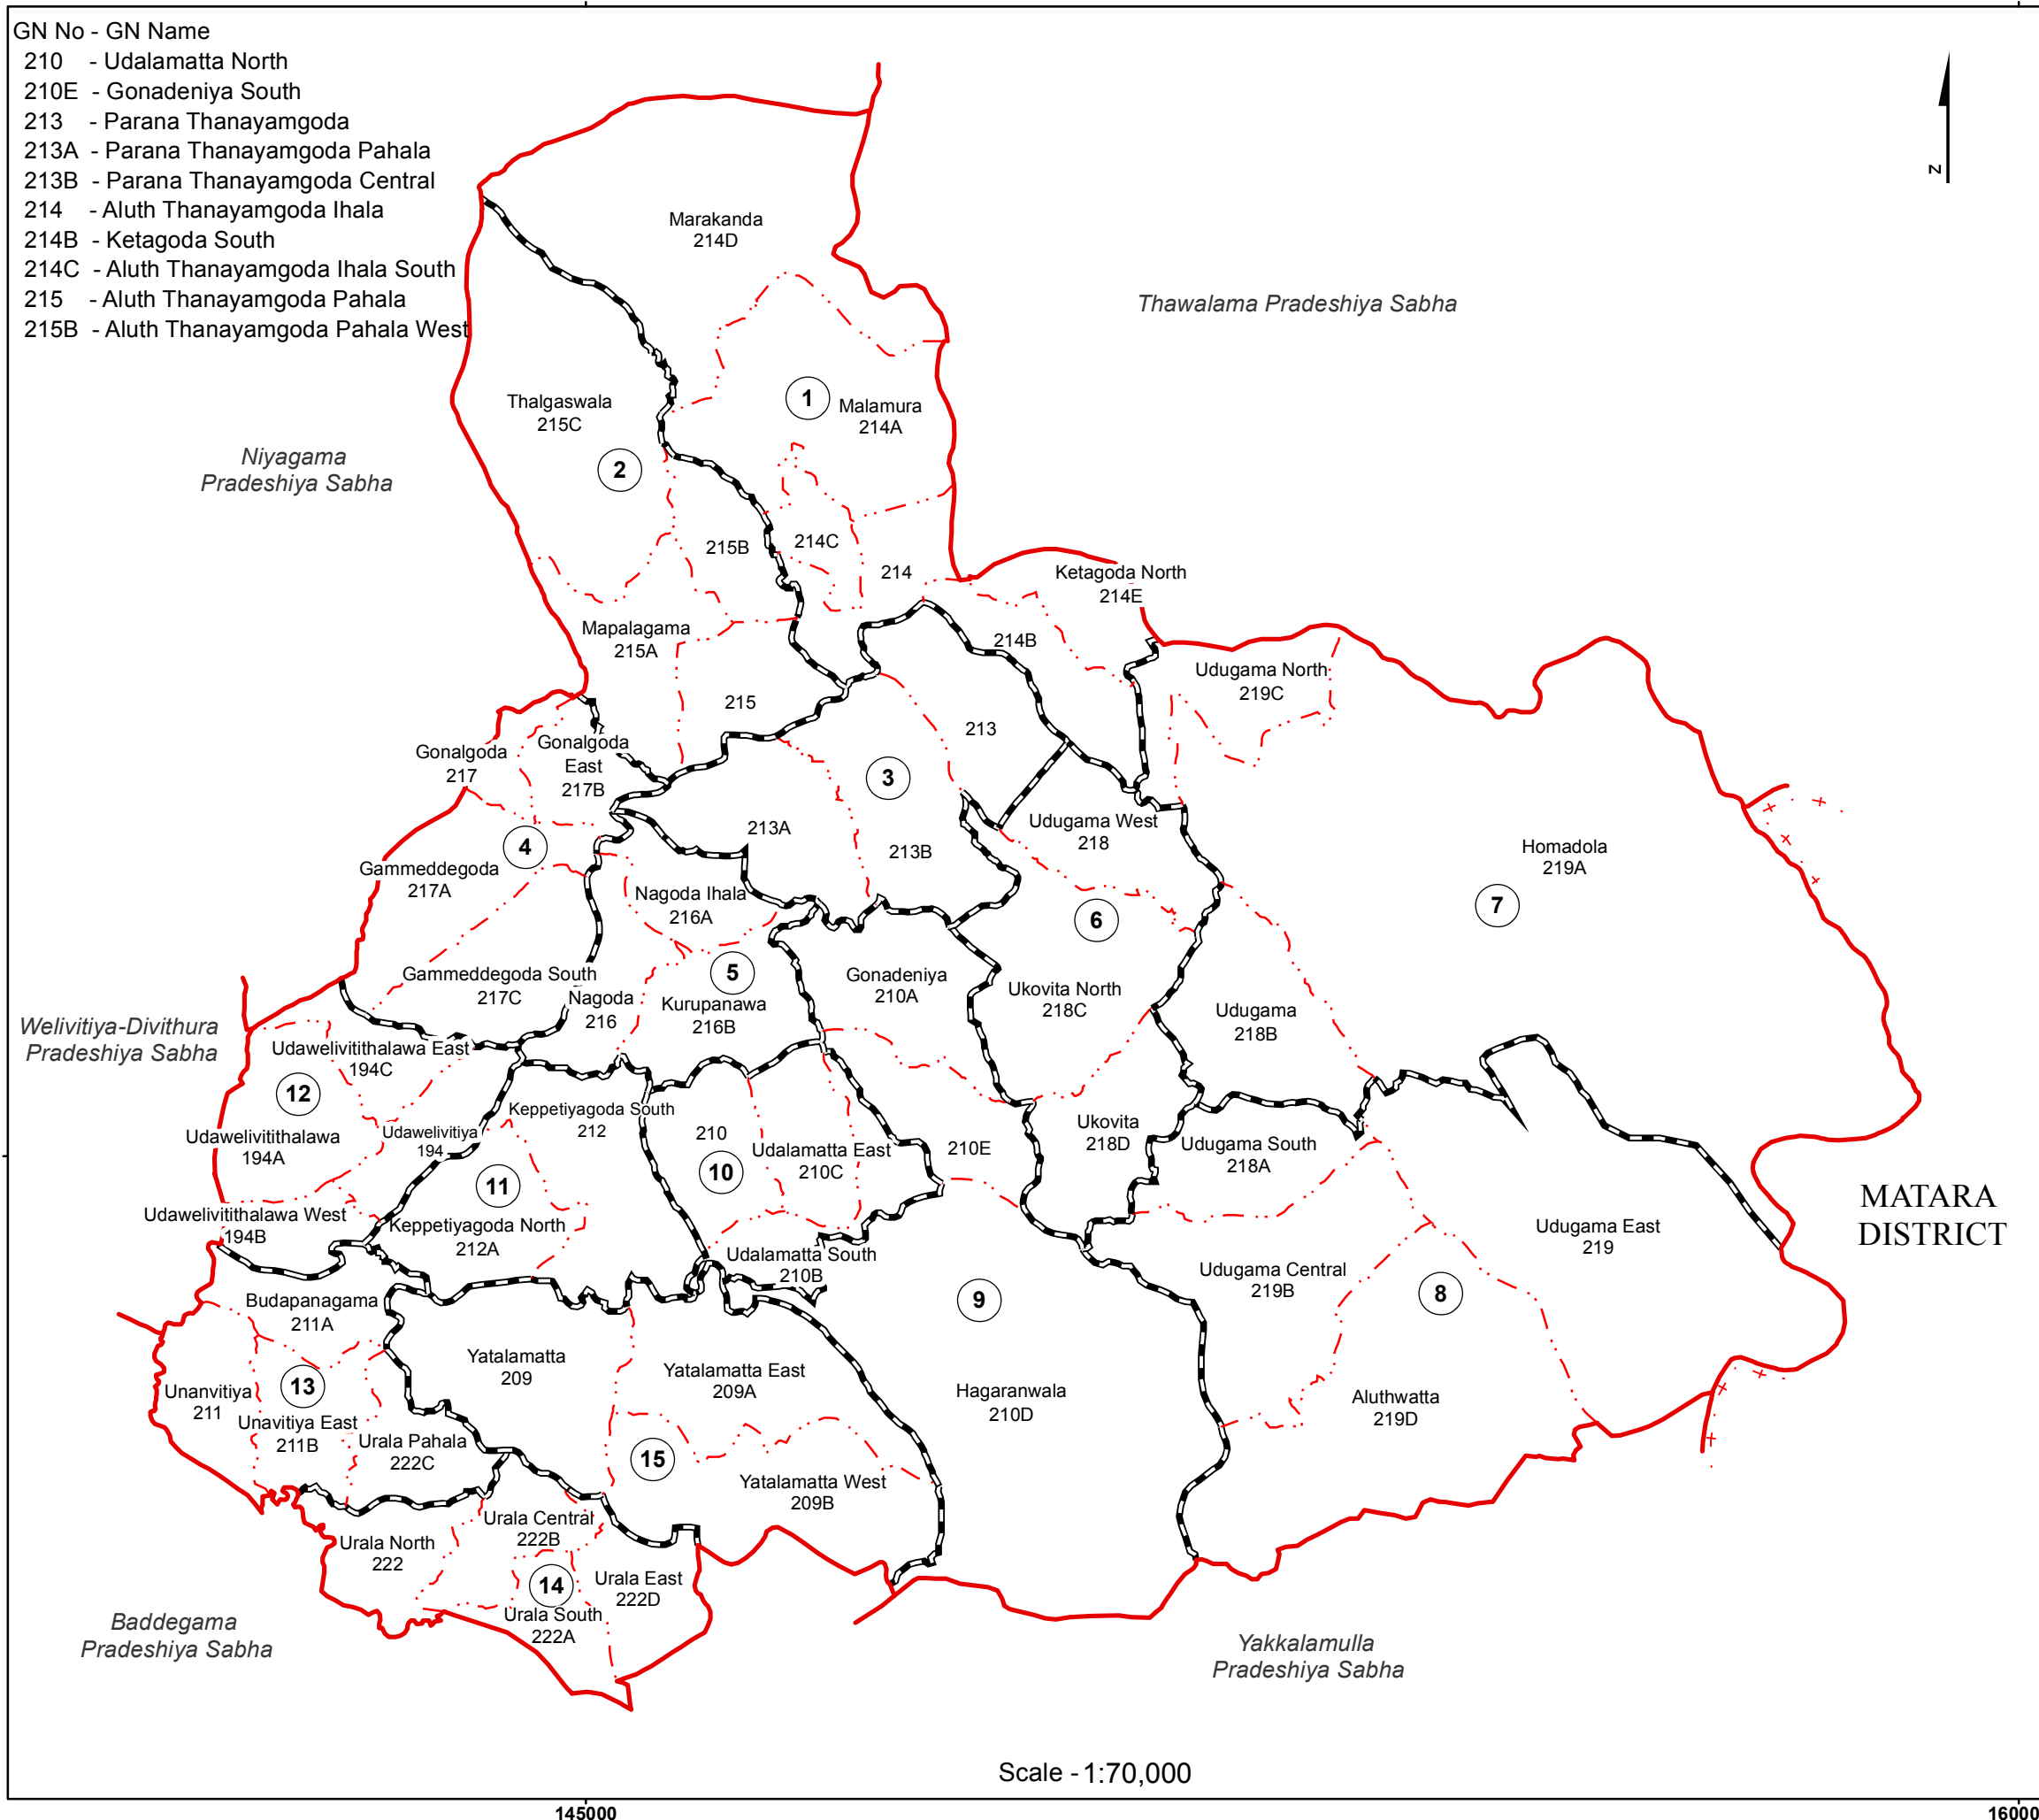 GN No - GN Name
210 - Udalamatta North
210E - Gonadeniya South
213 - Parana Thanayamgoda
213A - Parana Thanayamgoda Pahala
213B - Parana Thanayamgoda Central
214 - Aluth Thanayamgoda Ihala
214B - Ketagoda South
214C - Aluth Thanayamgoda Ihala South
215 - Aluth Thanayamgoda Pahala
215B - Aluth Thanayamgoda Pahala West
N
Marakanda
214D
Thawalama Pradeshiya Sabha
Thalgaswala
215C
1
Malamura
214A
Niyagama
Pradeshiya Sabha
2
215B
214C
214
Ketagoda North
214E
Mapalagama
215A
214B
Udugama North
219C
215
213
Gonalgoda
217
Gonalgoda
East
217B
3
213A
213B
Udugama West
218
Homadola
219A
4
Gammeddegoda
217A
Nagoda Ihala
216A
6
7
Gammeddegoda South
217C
5
Gonadeniya
210A
Nagoda
216
Kurupanawa
216B
Ukovita North
218C
Udugama
218B
Welivitiya-Divithura
Pradeshiya Sabha
Udawelivitithalawa East
194C
12
Keppetiyagoda South
212
Udawelivitithalawa
194A
Udawelivitiya
194
210
Udalamatta East
210C
210E
Ukovita
218D
Udugama South
218A
10
11
MATARA
DISTRICT
Udawelivitithalawa West
194B
Keppetiyagoda North
212A
Udugama East
219
Udalamatta South
210B
9
Udugama Central
219B
8
Budapanagama
211A
Yatalamatta
209
Yatalamatta East
209A
Unanvitiya
211
13
Hagaranwala
210D
Aluthwatta
219D
Unavitiya East
211B
Urala Pahala
222C
15
Yatalamatta West
209B
Urala Central
222B
Urala North
222
14
Urala East
222D
Urala South
222A
Baddegama
Pradeshiya Sabha
Yakkalamulla
Pradeshiya Sabha
Scale - 1:70,000
145000
16000